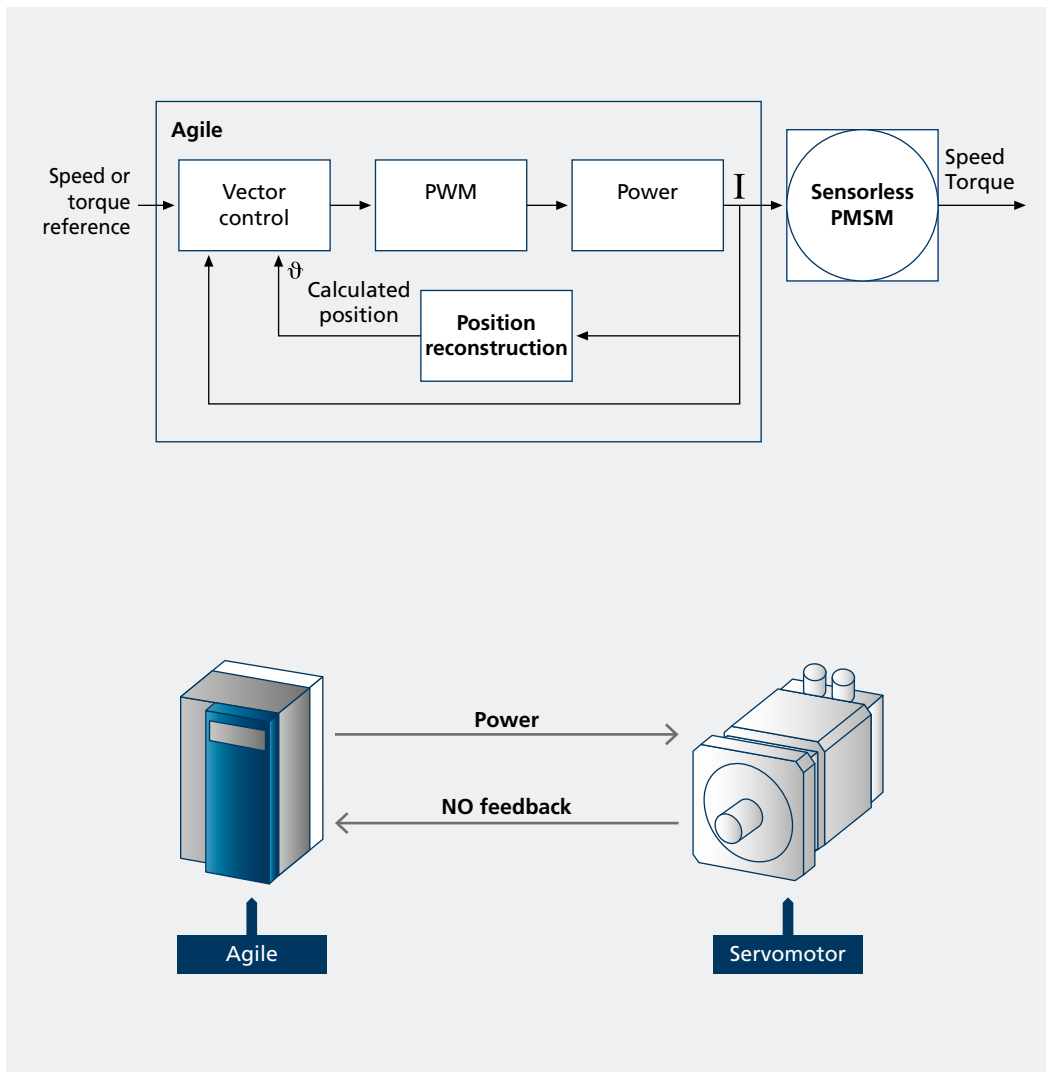 Agile
Speed or
torque
reference
Vector
control
PWM
Power
I
Sensorless
PMSM
Speed
Torque
ϑ
Calculated
position
Position
reconstruction
Power
NO feedback
Agile
Servomotor